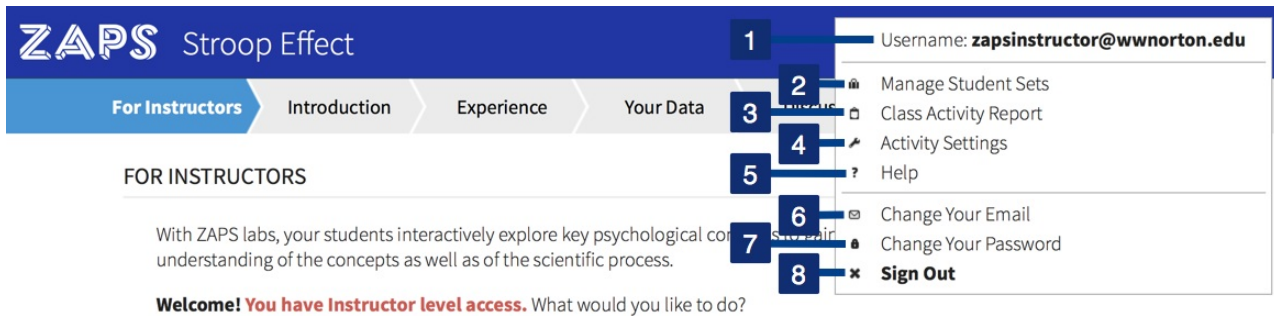 ZAPS Stroop Effect
For Instructors
Introduction
Experience
Your Data
FOR INSTRUCTORS
With ZAPS labs, your students interactively explore key psychological
understanding of the concepts as well as of the scientific process.
Welcome! You have Instructor level access. What would you like to do?
1 Username: zapsinstructor@wwnorton.edu
2 Manage Student Sets
3 Class Activity Report
4 Activity Settings
5 ? Help
6 Change Your Email
7 Change Your Password
8 Sign Out